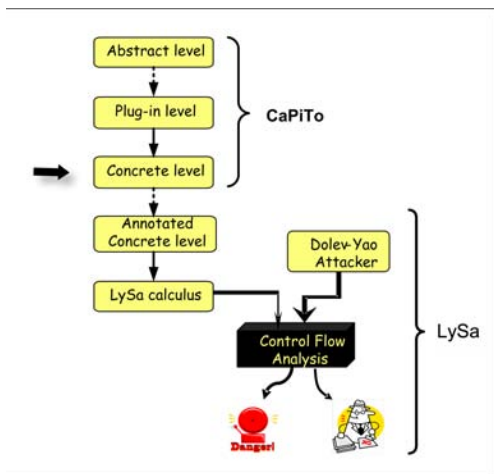 Abstract level
Plug-in level
CaPiTo
Concrete level
Annotated
Concrete level
Dolev-Yao
Attacker
LySa calculus
LySa
Control Flow
Analysis
Danger!